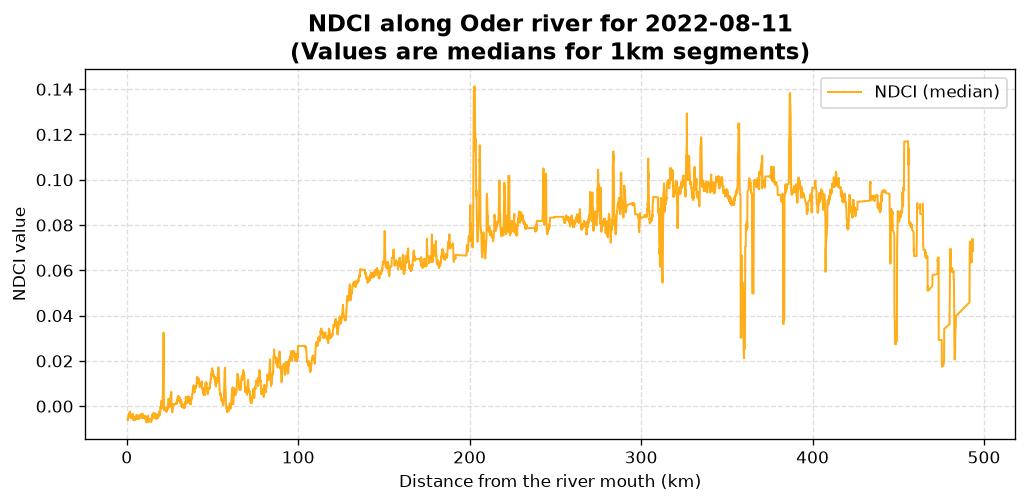 NDCI along Oder river for 2022-08-11
(Values are medians for 1km segments)
NDCI (median)
0.14
0.12
0.10
0.08
0.06
0.04
0.02
0.00
NDCI value
0 100 200 300 400 500
Distance from the river mouth (km)